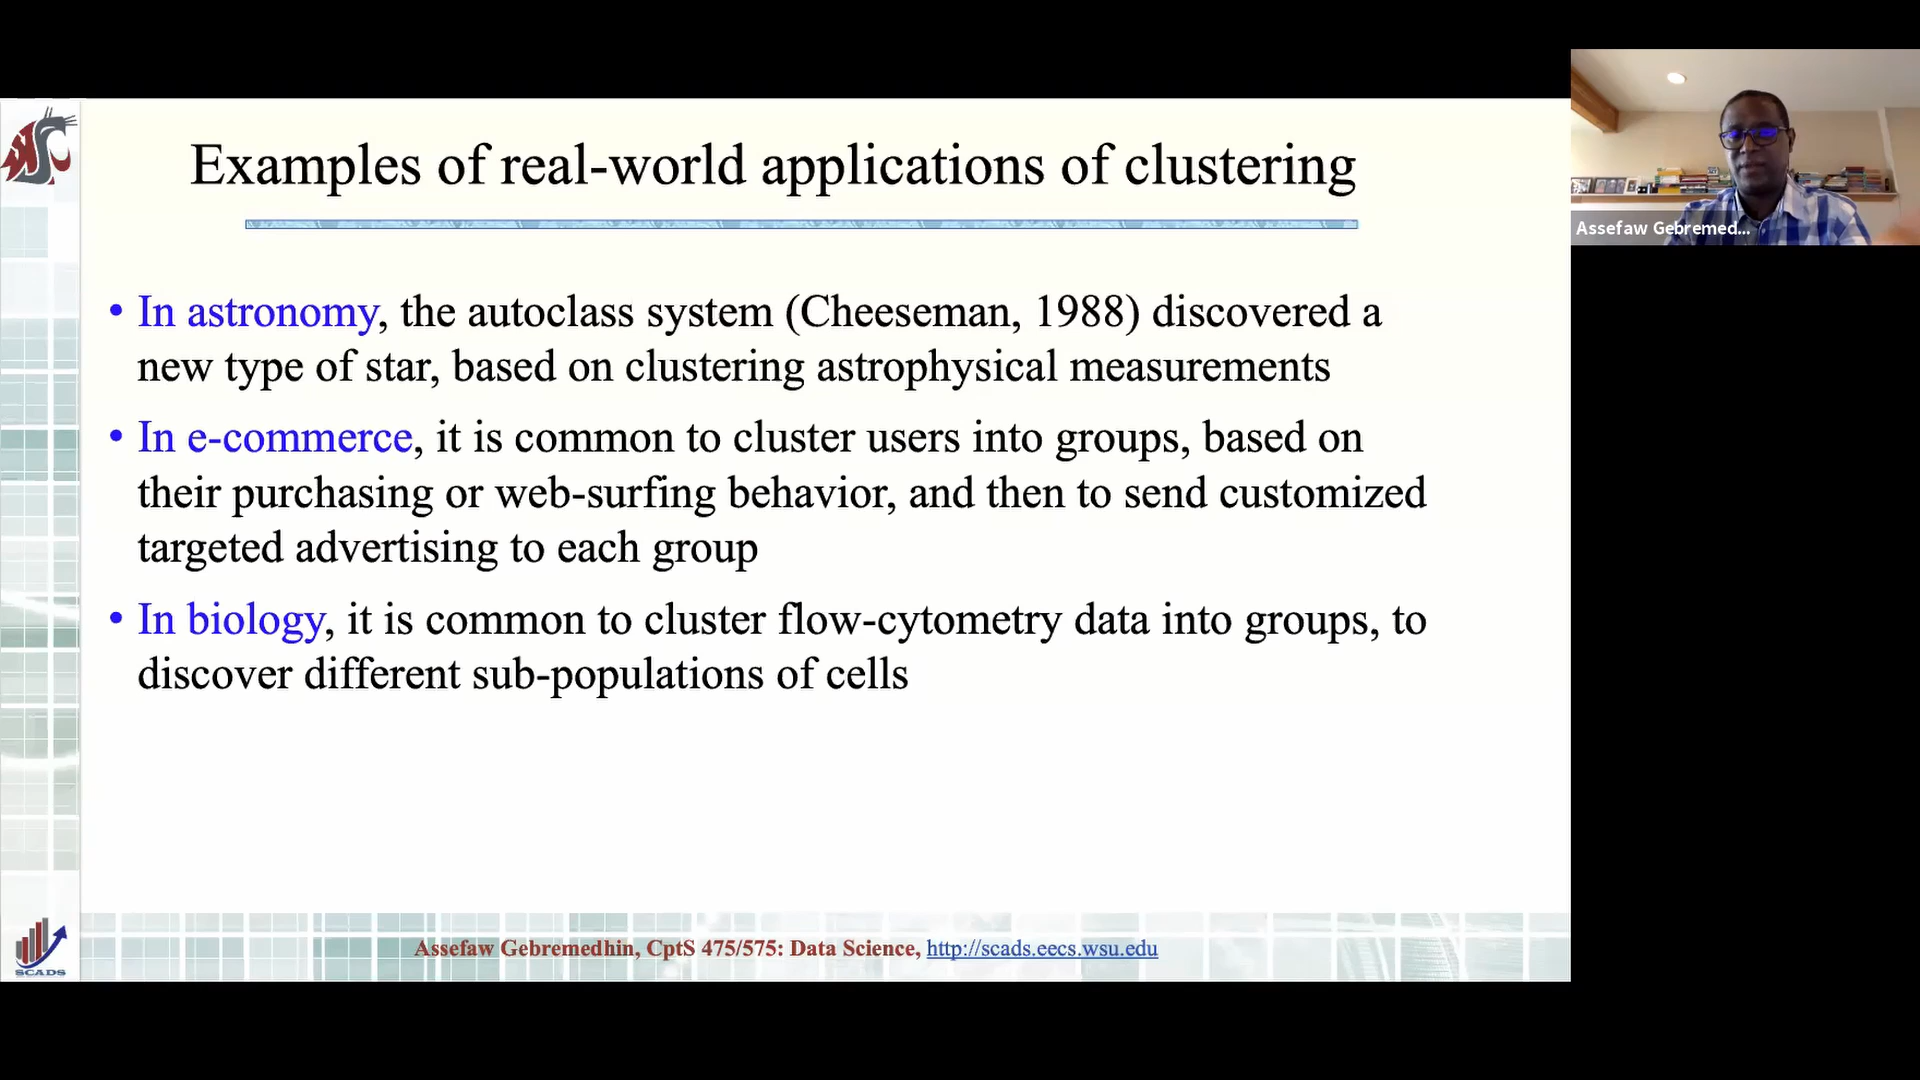 Examples of real-world applications of clustering
Assefaw Gebremed...
• In astronomy, the autoclass system (Cheeseman, 1988) discovered a
new type of star, based on clustering astrophysical measurements
• In e-commerce, it is common to cluster users into groups, based on
their purchasing or web-surfing behavior, and then to send customized
targeted advertising to each group
• In biology, it is common to cluster flow-cytometry data into groups, to
discover different sub-populations of cells
SCADS
Assefaw Gebremedhin, CptS 475/575: Data Science, http://scads.eecs.wsu.edu